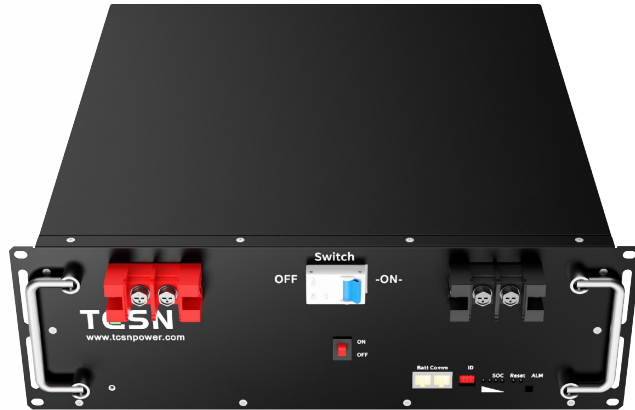 Switch
OFF -ON-
TCSN
www.tcsnpower.com
ON
OFF
Batt Comm ID SOC Reset ALM